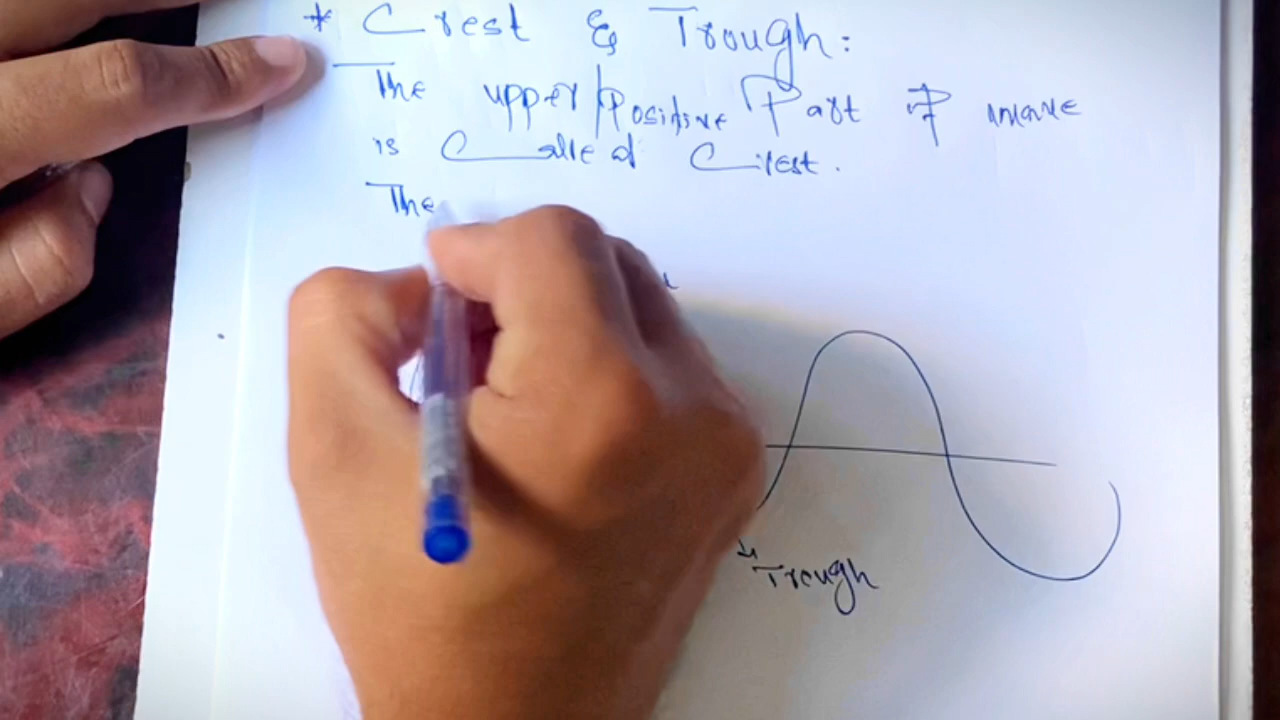 * Crest & Trough:
The upper/Positive Part of wave
is Called Crest.
The
Trough